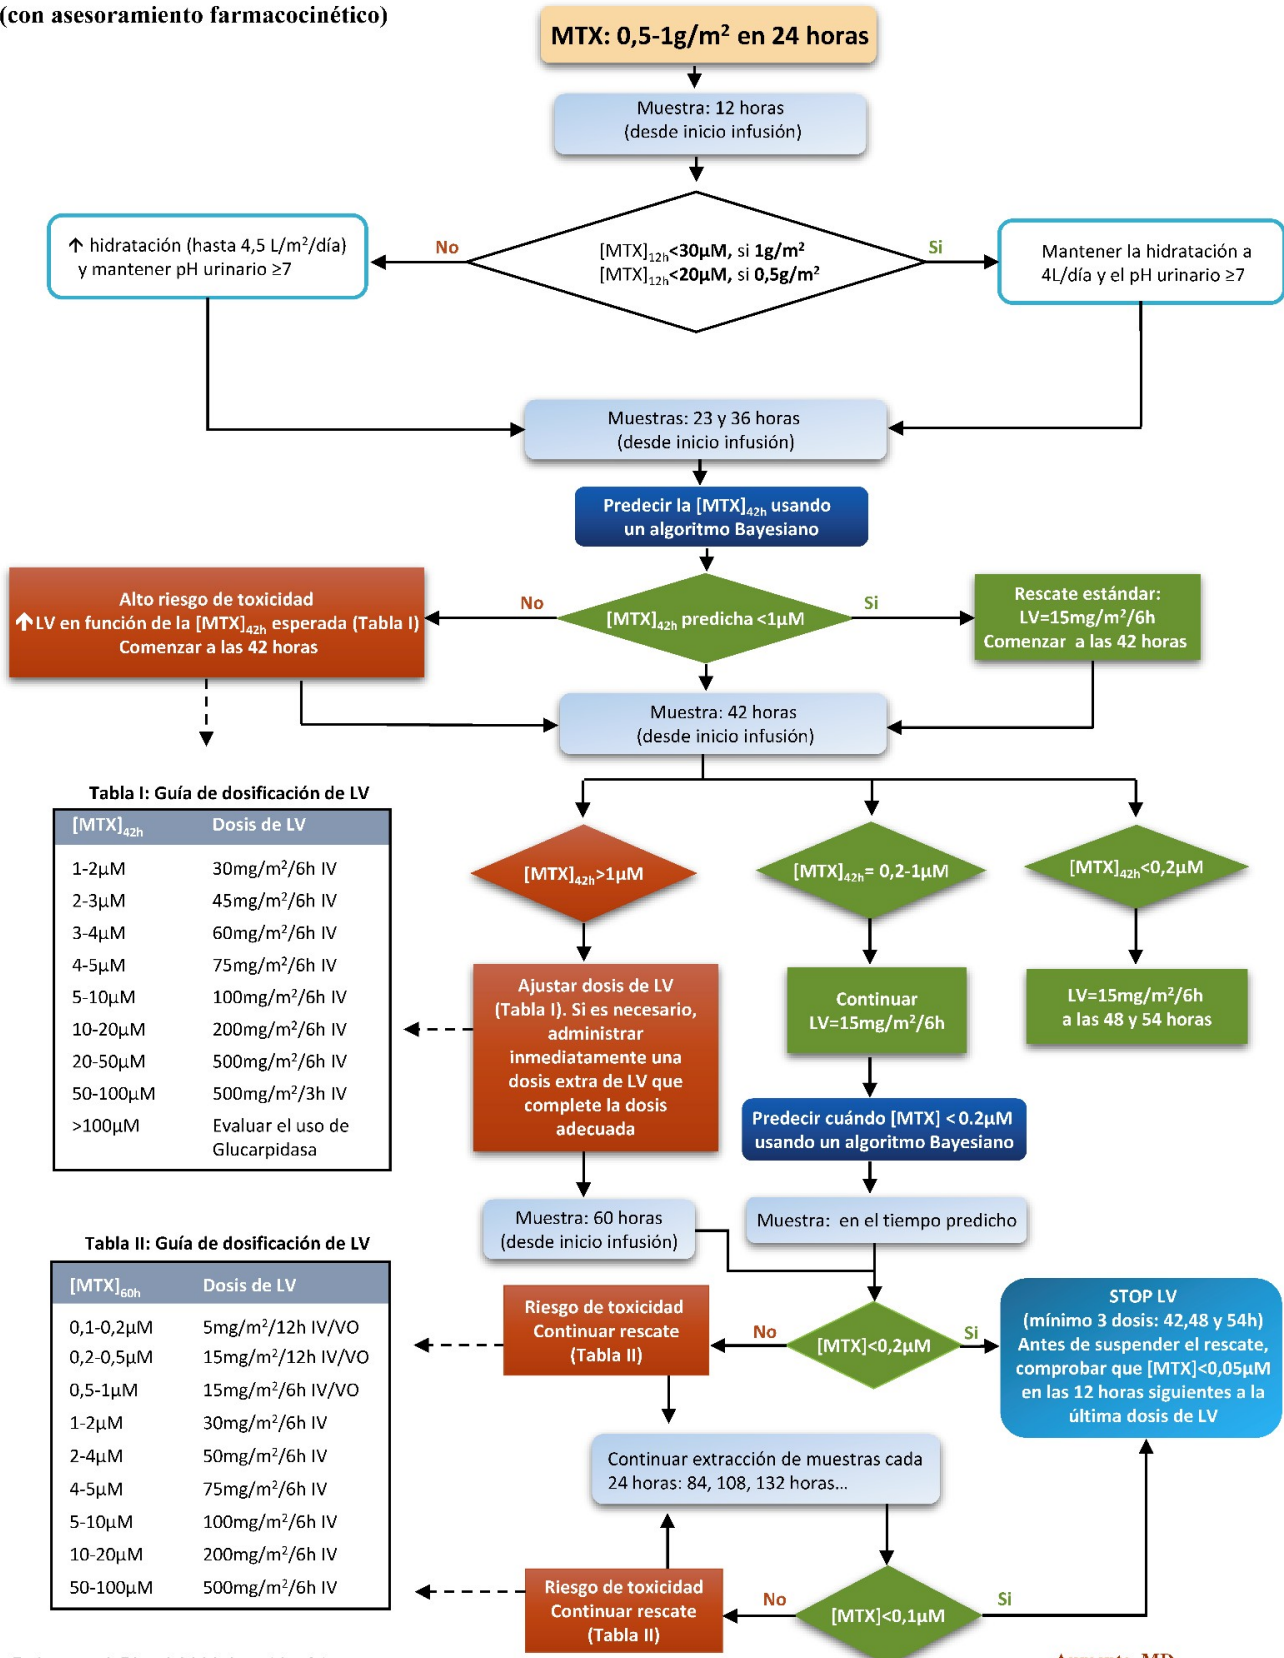 (con asesoramiento farmacocinético)
MTX: 0,5-1g/m² en 24 horas
Muestra: 12 horas
(desde inicio infusión)
↑ hidratación (hasta 4,5 L/m²/día)
y mantener pH urinario ≥7
No
[MTX]12h<30µM, si 1g/m²
[MTX]12h<20µM, si 0,5g/m²
Si
Mantener la hidratación a
4L/día y el pH urinario ≥7
Muestras: 23 y 36 horas
(desde inicio infusión)
Predecir la [MTX]42h usando
un algoritmo Bayesiano
Alto riesgo de toxicidad
↑LV en función de la [MTX]42h esperada (Tabla I)
Comenzar a las 42 horas
No
[MTX]42h predicha <1µM
Si
Rescate estándar:
LV=15mg/m²/6h
Comenzar a las 42 horas
Muestra: 42 horas
(desde inicio infusión)
Tabla I: Guía de dosificación de LV
[MTX]42h Dosis de LV
1-2µM 30mg/m²/6h IV
2-3µM 45mg/m²/6h IV
3-4µM 60mg/m²/6h IV
4-5µM 75mg/m²/6h IV
5-10µM 100mg/m²/6h IV
10-20µM 200mg/m²/6h IV
20-50µM 500mg/m²/6h IV
50-100µM 500mg/m²/3h IV
>100µM Evaluar el uso de
Glucarpidasa
[MTX]42h>1µM
[MTX]42h= 0,2-1µM
[MTX]42h<0,2µM
Ajustar dosis de LV
(Tabla I). Si es necesario,
administrar
inmediatamente una
dosis extra de LV que
complete la dosis
adecuada
Continuar
LV=15mg/m²/6h
LV=15mg/m²/6h
a las 48 y 54 horas
Predecir cuándo [MTX] < 0.2µM
usando un algoritmo Bayesiano
Muestra: 60 horas
(desde inicio infusión)
Muestra: en el tiempo predicho
Tabla II: Guía de dosificación de LV
[MTX]60h Dosis de LV
0,1-0,2µM 5mg/m²/12h IV/VO
0,2-0,5µM 15mg/m²/12h IV/VO
0,5-1µM 15mg/m²/6h IV/VO
1-2µM 30mg/m²/6h IV
2-4µM 50mg/m²/6h IV
4-5µM 75mg/m²/6h IV
5-10µM 100mg/m²/6h IV
10-20µM 200mg/m²/6h IV
50-100µM 500mg/m²/6h IV
Riesgo de toxicidad
Continuar rescate
(Tabla II)
No
[MTX]<0,2µM
Si
STOP LV
(mínimo 3 dosis: 42,48 y 54h)
Antes de suspender el rescate,
comprobar que [MTX]<0,05µM
en las 12 horas siguientes a la
última dosis de LV
Continuar extracción de muestras cada
24 horas: 84, 108, 132 horas...
Riesgo de toxicidad
Continuar rescate
(Tabla II)
No
[MTX]<0,1µM
Si